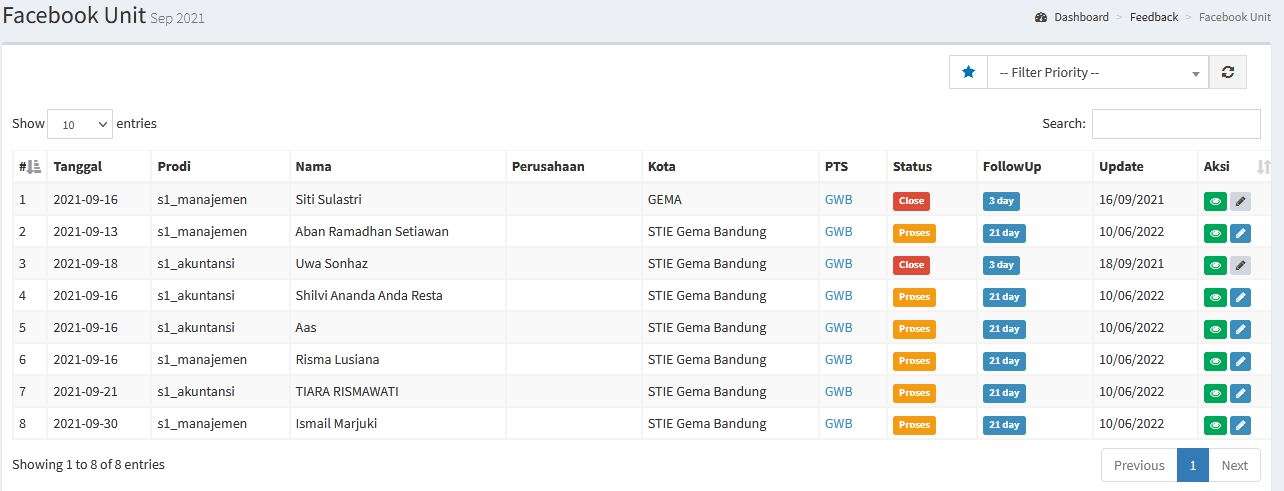 Facebook Unit Sep 2021
Dashboard > Feedback > Facebook Unit
-- Filter Priority --
Show 10 entries
Search:
# Tanggal Prodi Nama Perusahaan Kota PTS Status FollowUp Update Aksi
1 2021-09-16 s1_manajemen Siti Sulastri GEMA GWB Close 3 day 16/09/2021
2 2021-09-13 s1_manajemen Aban Ramadhan Setiawan STIE Gema Bandung GWB Proses 21 day 10/06/2022
3 2021-09-18 s1_akuntansi Uwa Sonhaz STIE Gema Bandung GWB Close 3 day 18/09/2021
4 2021-09-16 s1_akuntansi Shilvi Ananda Anda Resta STIE Gema Bandung GWB Proses 21 day 10/06/2022
5 2021-09-16 s1_akuntansi Aas STIE Gema Bandung GWB Proses 21 day 10/06/2022
6 2021-09-16 s1_manajemen Risma Lusiana STIE Gema Bandung GWB Proses 21 day 10/06/2022
7 2021-09-21 s1_akuntansi TIARA RISMAWATI STIE Gema Bandung GWB Proses 21 day 10/06/2022
8 2021-09-30 s1_manajemen Ismail Marjuki STIE Gema Bandung GWB Proses 21 day 10/06/2022
Showing 1 to 8 of 8 entries
Previous 1 Next